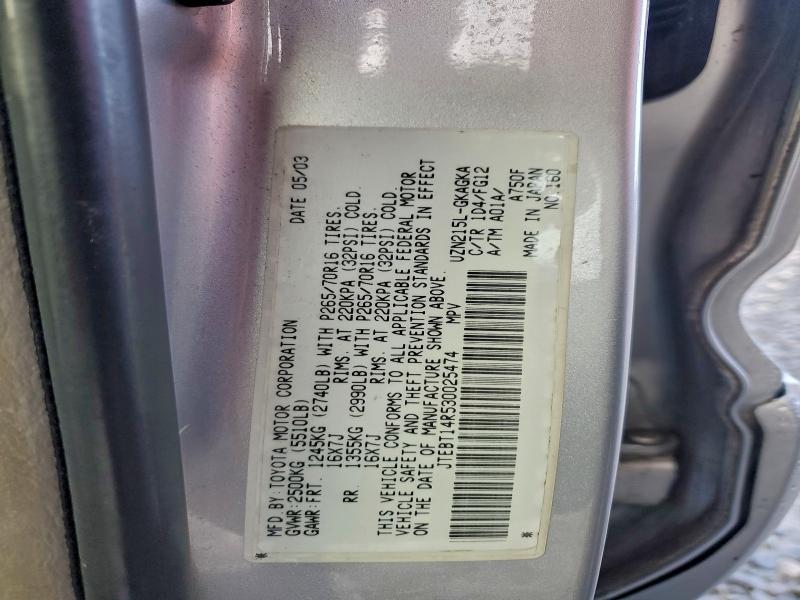 MFD BY:TOYOTA MOTOR CORPORATION DATE 05/03
GVWR:2500KG (5510LB)
GAWR:FRT. 1245KG (2740LB) WITH P265/70R16 TIRES.
16X7J RIMS. AT 220KPA (32PSI) COLD.
RR. 1355KG (2990LB) WITH P265/70R16 TIRES.
16X7J RIMS. AT 220KPA (32PSI) COLD.
THIS VEHICLE CONFORMS TO ALL APPLICABLE FEDERAL MOTOR
VEHICLE SAFETY AND THEFT PREVENTION STANDARDS IN EFFECT
ON THE DATE OF MANUFACTURE SHOWN ABOVE.
JTEBT14R530025474 MPV
UZN215L-GKAGKA
C/TR 1D4/FG12
A/TM A01A/
A750F
MADE IN JAPAN
NO.160